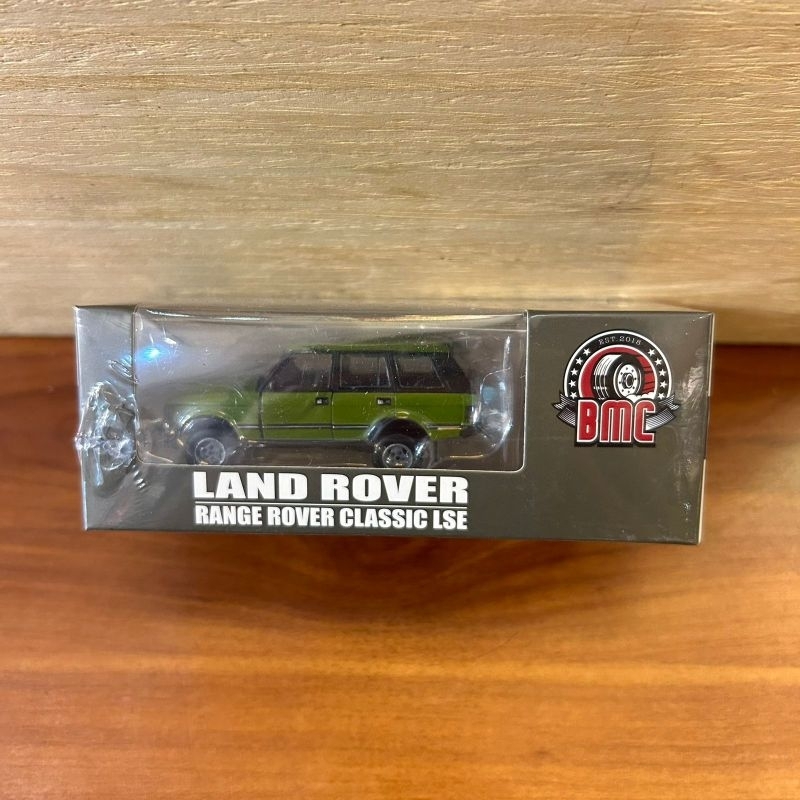 EST.2018
BMC
LAND ROVER
RANGE ROVER CLASSIC LSE